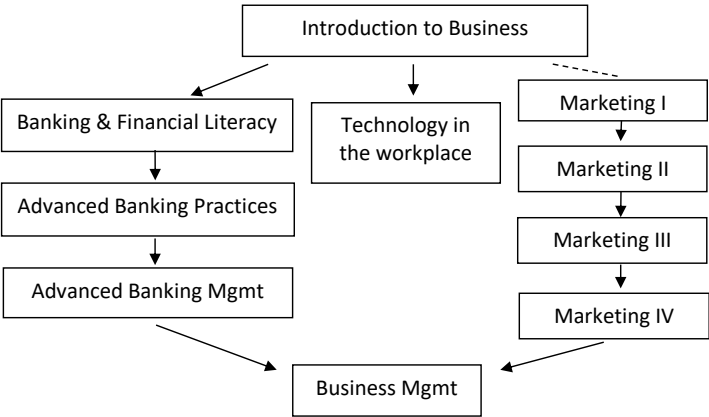 Introduction to Business
Banking & Financial Literacy
Technology in
the workplace
Marketing I
Marketing II
Advanced Banking Practices
Marketing III
Advanced Banking Mgmt
Marketing IV
Business Mgmt